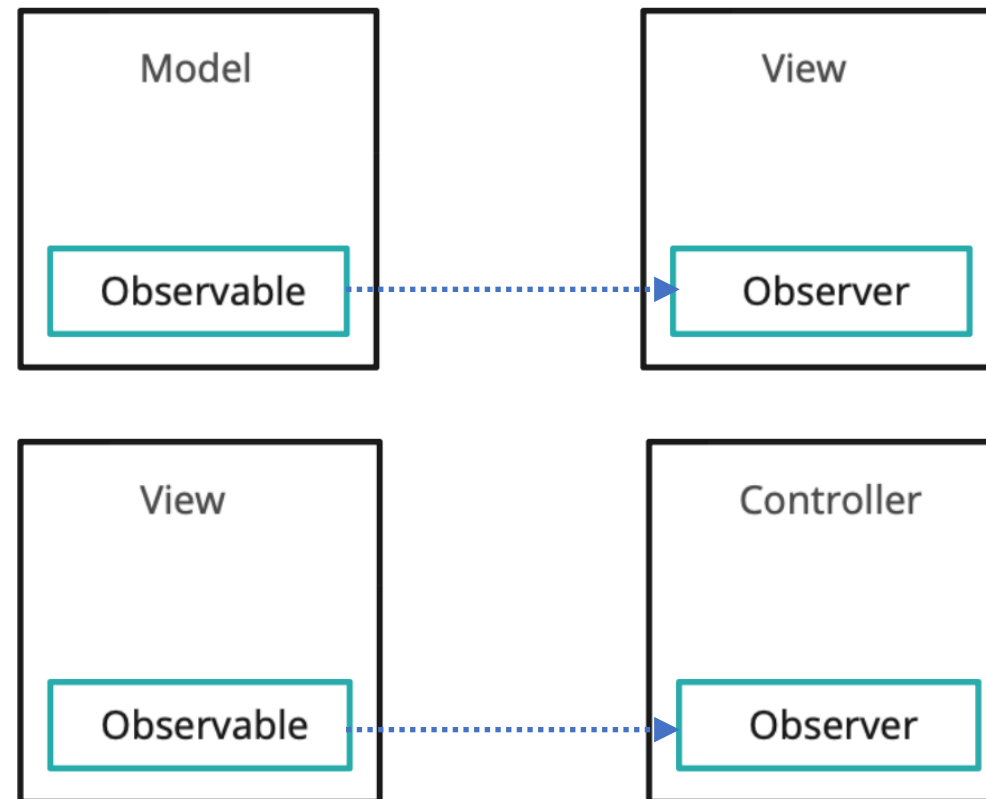 Model
View
Observable
Observer
View
Controller
Observable
Observer